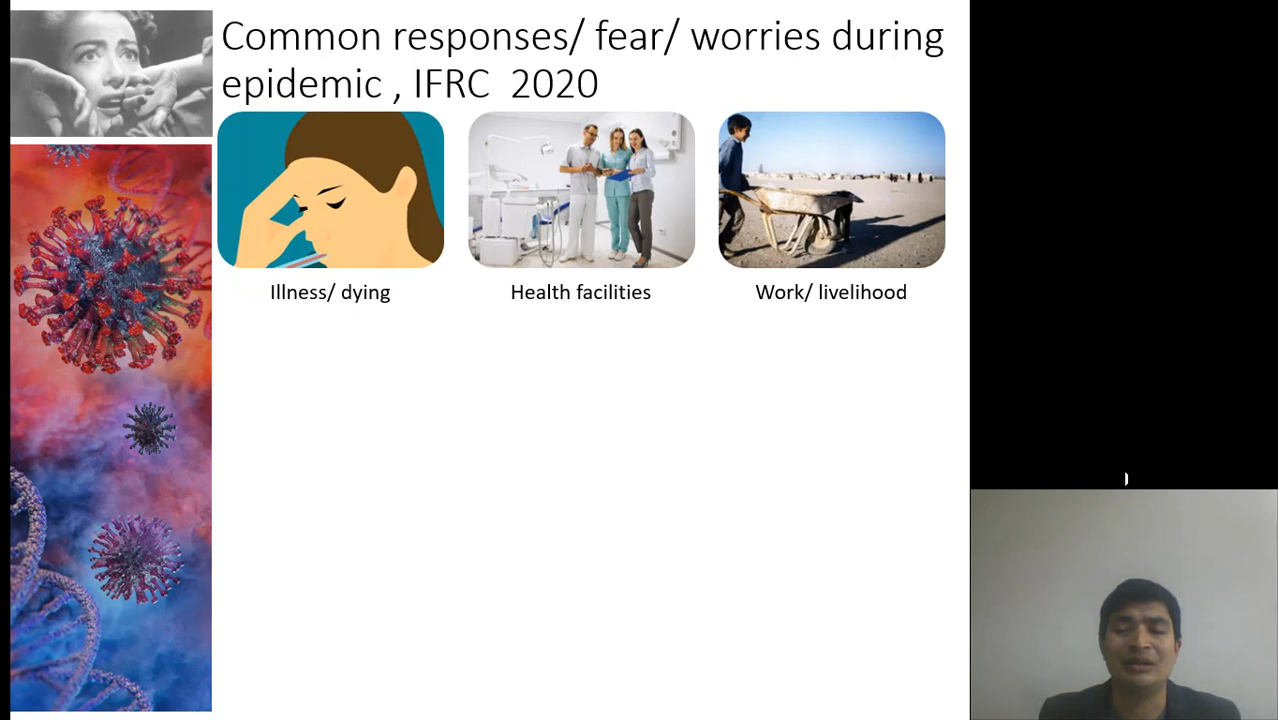 Common responses/ fear/ worries during
epidemic , IFRC  2020
Illness/ dying
Health facilities
Work/ livelihood